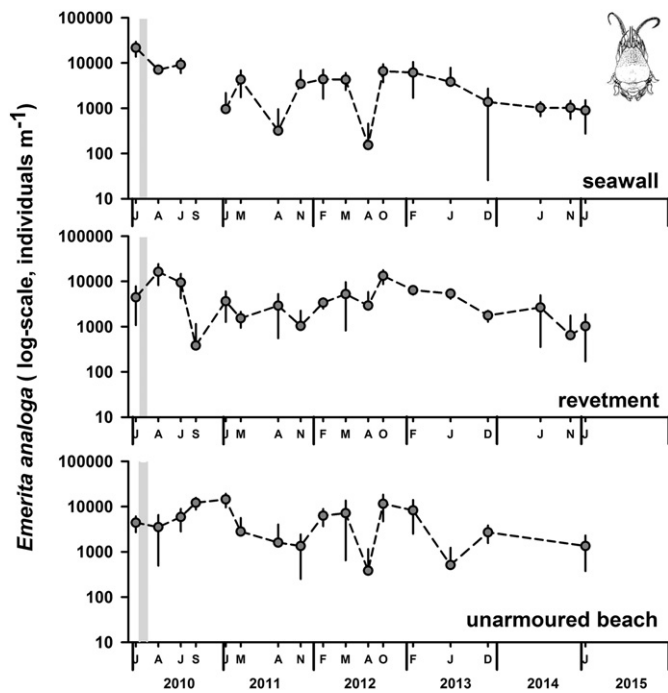 Emerita analoga ( log-scale, individuals m-1)
100000
10000
1000
100
10
seawall
J A J S J M A N F M A O F J D J N J
100000
10000
1000
100
10
revetment
J A J S J M A N F M A O F J D J N J
100000
10000
1000
100
10
unarmoured beach
J A J S J M A N F M A O F J D J N J
2010 2011 2012 2013 2014 2015